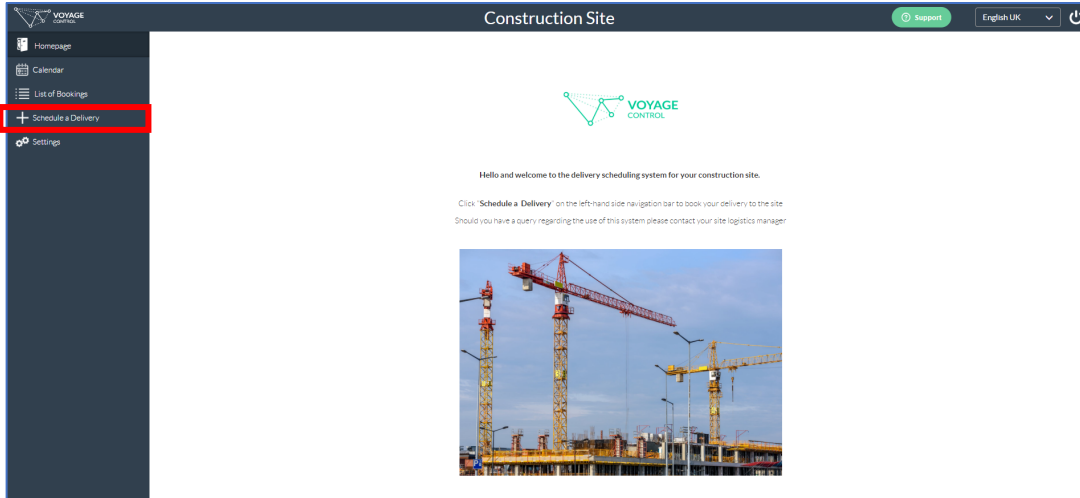 VOYAGE
CONTROL
Construction Site
Support
English UK
Homepage
Calendar
List of Bookings
Schedule a Delivery
Settings
VOYAGE
CONTROL
Hello and welcome to the delivery scheduling system for your construction site.
Click "Schedule a Delivery" on the left-hand side navigation bar to book your delivery to the site
Should you have a query regarding the use of this system please contact your site logistics manager